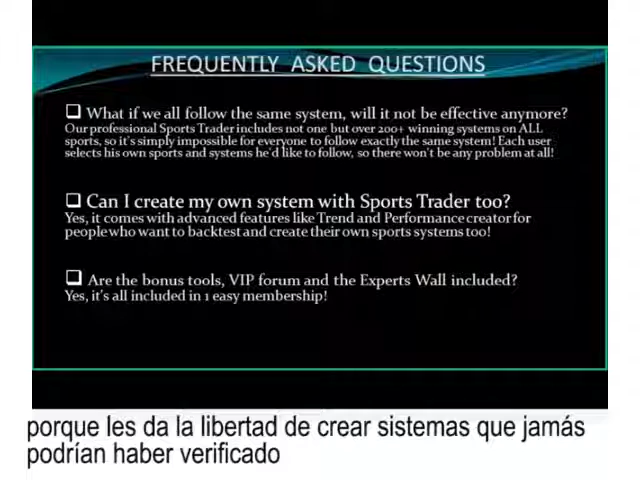 FREQUENTLY ASKED QUESTIONS
What if we all follow the same system, will it not be effective anymore?
Our professional Sports Trader includes not one but over 200+ winning systems on ALL
sports, so it's simply impossible for everyone to follow exactly the same system! Each user
selects his own sports and systems he'd like to follow, so there won't be any problem at all!
Can I create my own system with Sports Trader too?
Yes, it comes with advanced features like Trend and Performance creator for
people who want to backtest and create their own sports systems too!
Are the bonus tools, VIP forum and the Experts Wall included?
Yes, it's all included in 1 easy membership!
porque les da la libertad de crear sistemas que jamás
podrían haber verificado